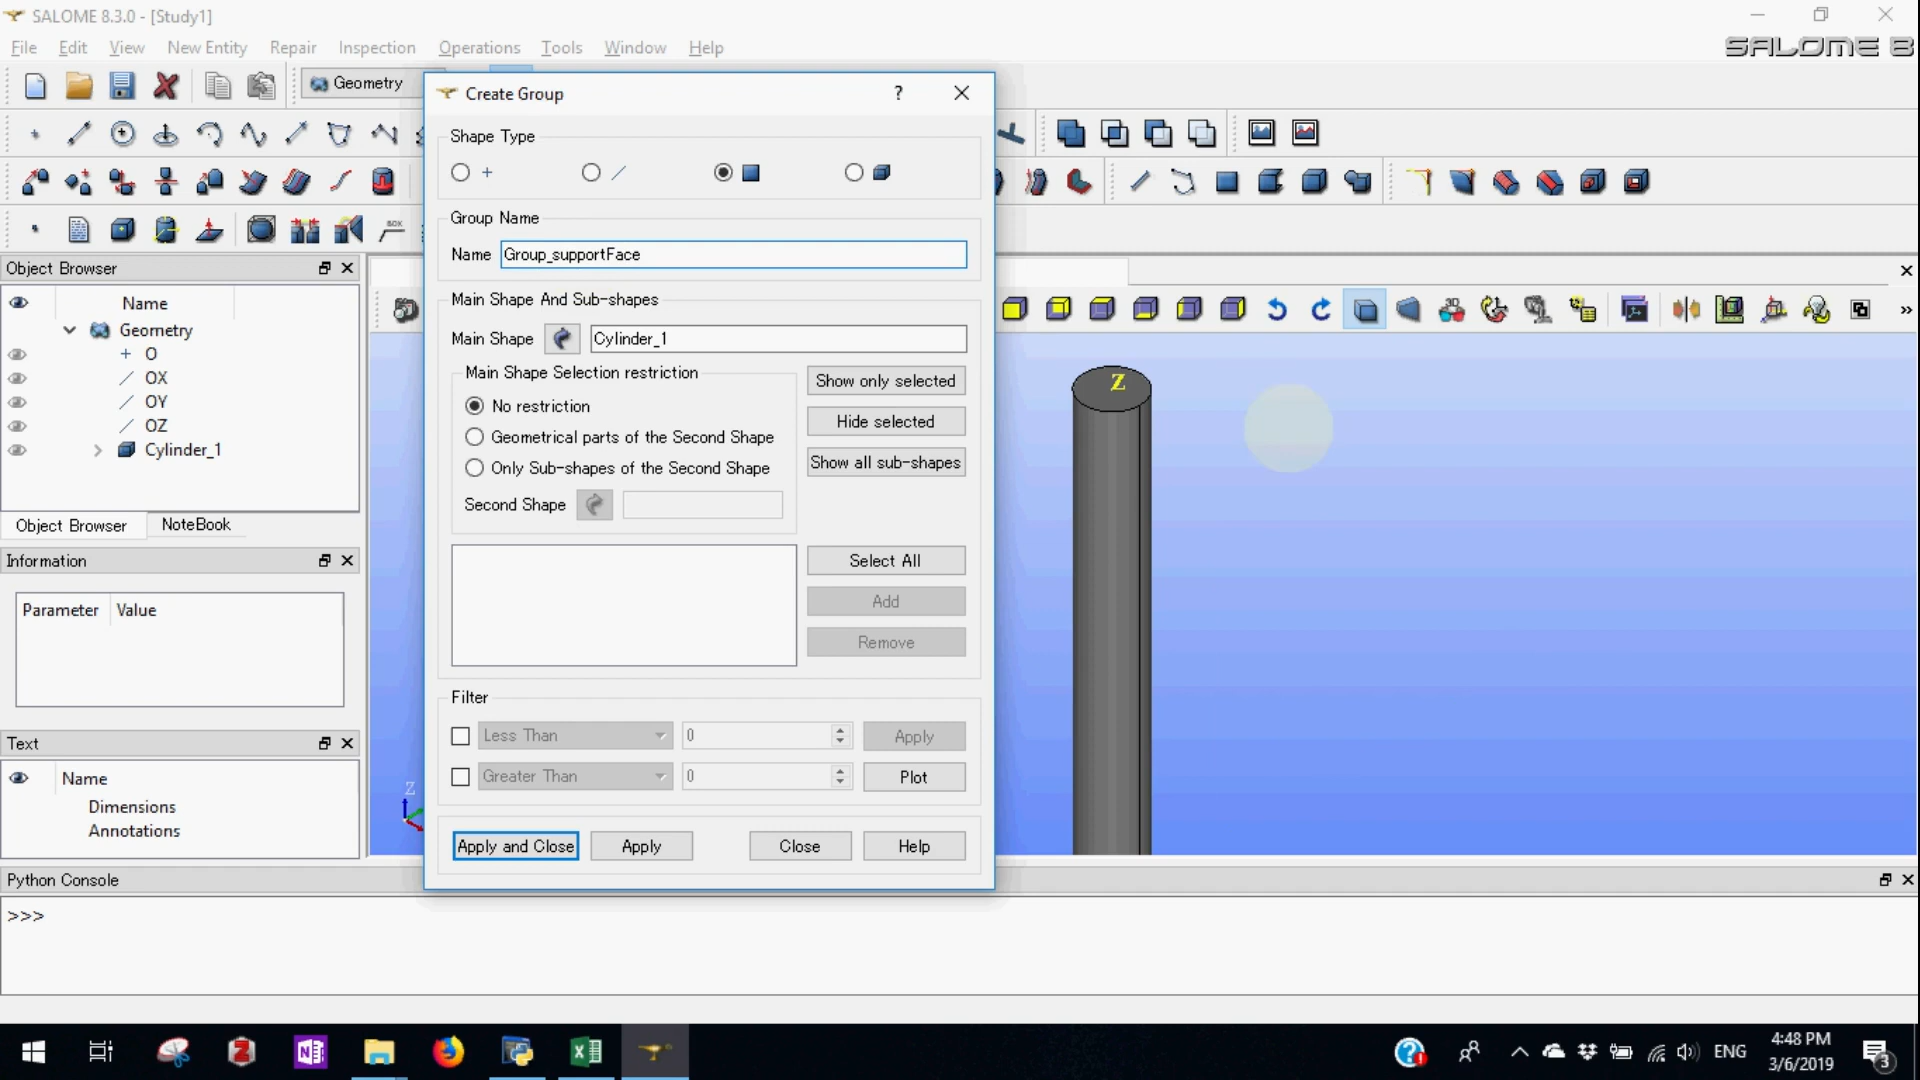 SALOME 8.3.0 - [Study1]
File Edit View New Entity Repair Inspection Operations Tools Window Help
SALOME 8
Geometry
Create Group
?
Shape Type
Group Name
Name Group_supportFace
Main Shape And Sub-shapes
Main Shape Cylinder_1
Main Shape Selection restriction
No restriction
Geometrical parts of the Second Shape
Only Sub-shapes of the Second Shape
Second Shape
Show only selected
Hide selected
Show all sub-shapes
Select All
Add
Remove
Filter
Less Than 0 Apply
Greater Than 0 Plot
Apply and Close Apply Close Help
Object Browser
Name
Geometry
O
OX
OY
OZ
Cylinder_1
Object Browser NoteBook
Information
Parameter Value
Text
Name
Dimensions
Annotations
Z
Z
Python Console
>>>
ENG
4:48 PM
3/6/2019
3